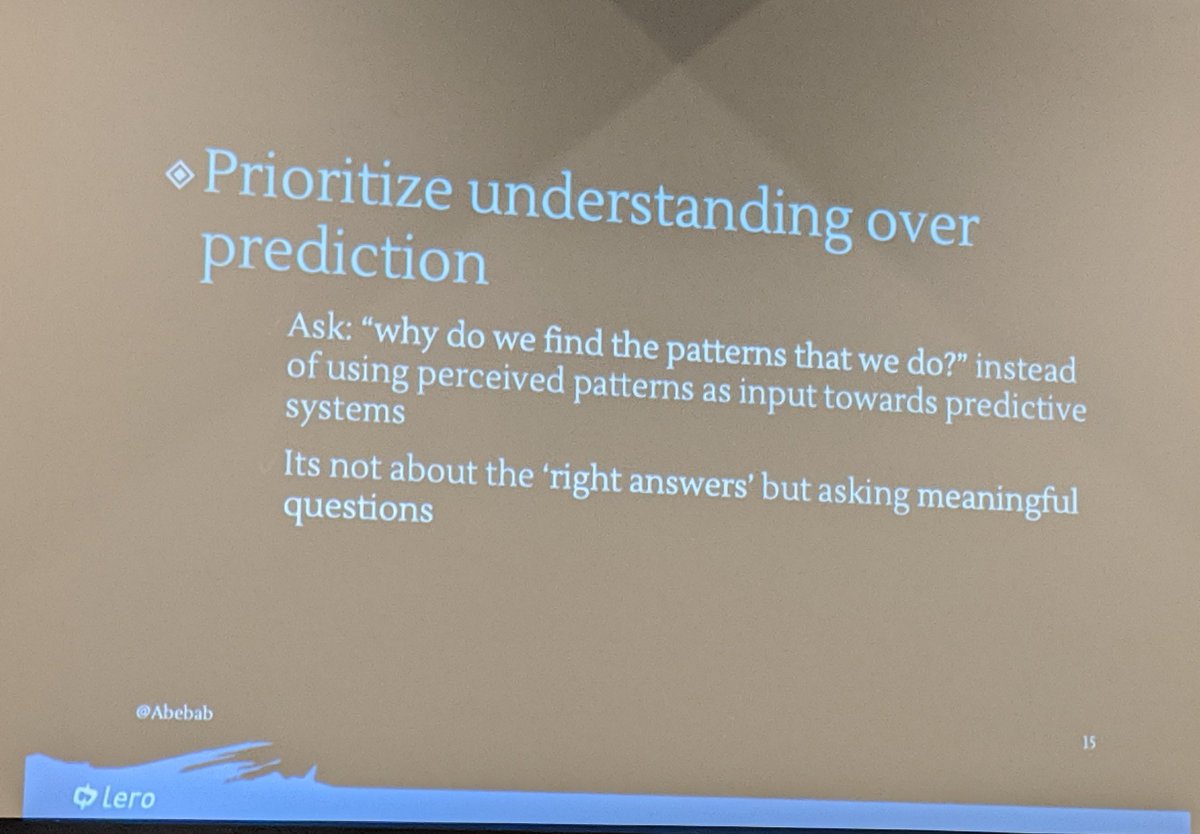 Prioritize understanding over
prediction
Ask: “why do we find the patterns that we do?” instead
of using perceived patterns as input towards predictive
systems
Its not about the ‘right answers’ but asking meaningful
questions
@Abebab
15
Lero